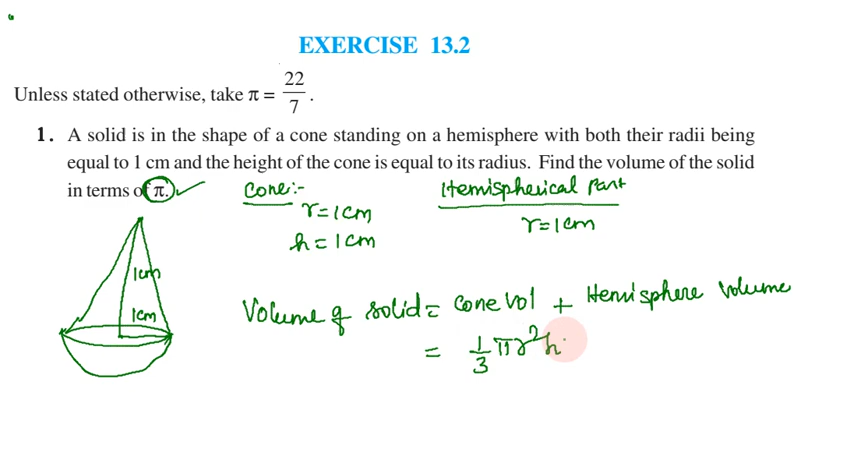 EXERCISE 13.2
Unless stated otherwise, take π = 22/7.
1. A solid is in the shape of a cone standing on a hemisphere with both their radii being
equal to 1 cm and the height of the cone is equal to its radius. Find the volume of the solid
in terms of π.
Cone:-
r=1cm
h=1cm
Hemispherical Part
r=1cm
1cm
1cm
Volume of solid = cone vol + Hemisphere volume
= 1/3 πr²h